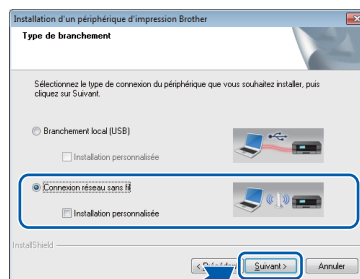 Installation d'un périphérique d'impression Brother
Type de branchement
Sélectionnez le type de connexion du périphérique que vous souhaitez installer, puis
cliquez sur Suivant.
Branchement local (USB)
Installation personnalisée
Connexion réseau sans fil
Installation personnalisée
InstallShield
Suivant >
Annuler